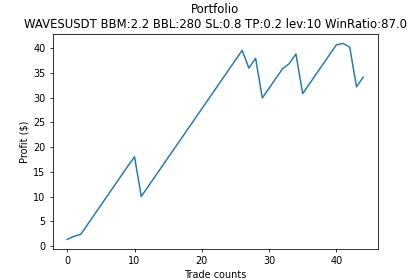 Portfolio
WAVESUSDT BBM:2.2 BBL:280 SL:0.8 TP:0.2 lev:10 WinRatio:87.0
40
35
30
25
20
15
10
5
0
Profit ($)
0 10 20 30 40
Trade counts